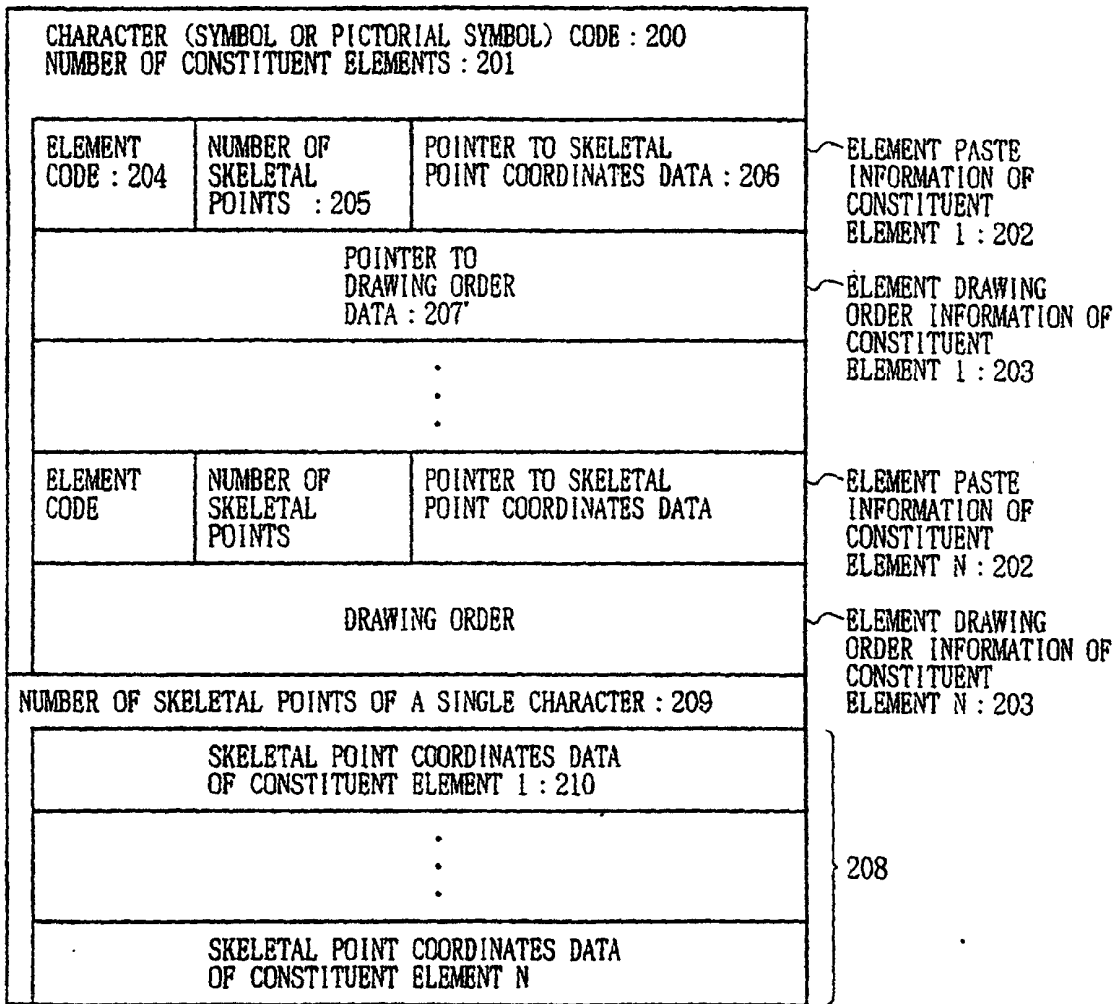 CHARACTER (SYMBOL OR PICTORIAL SYMBOL) CODE : 200
NUMBER OF CONSTITUENT ELEMENTS : 201
ELEMENT
CODE : 204
NUMBER OF
SKELETAL
POINTS : 205
POINTER TO SKELETAL
POINT COORDINATES DATA : 206
ELEMENT PASTE
INFORMATION OF
CONSTITUENT
ELEMENT 1 : 202
POINTER TO
DRAWING ORDER
DATA : 207
ELEMENT DRAWING
ORDER INFORMATION OF
CONSTITUENT
ELEMENT 1 : 203
ELEMENT
CODE
NUMBER OF
SKELETAL
POINTS
POINTER TO SKELETAL
POINT COORDINATES DATA
ELEMENT PASTE
INFORMATION OF
CONSTITUENT
ELEMENT N : 202
DRAWING ORDER
ELEMENT DRAWING
ORDER INFORMATION OF
CONSTITUENT
ELEMENT N : 203
NUMBER OF SKELETAL POINTS OF A SINGLE CHARACTER : 209
SKELETAL POINT COORDINATES DATA
OF CONSTITUENT ELEMENT 1 : 210
208
SKELETAL POINT COORDINATES DATA
OF CONSTITUENT ELEMENT N